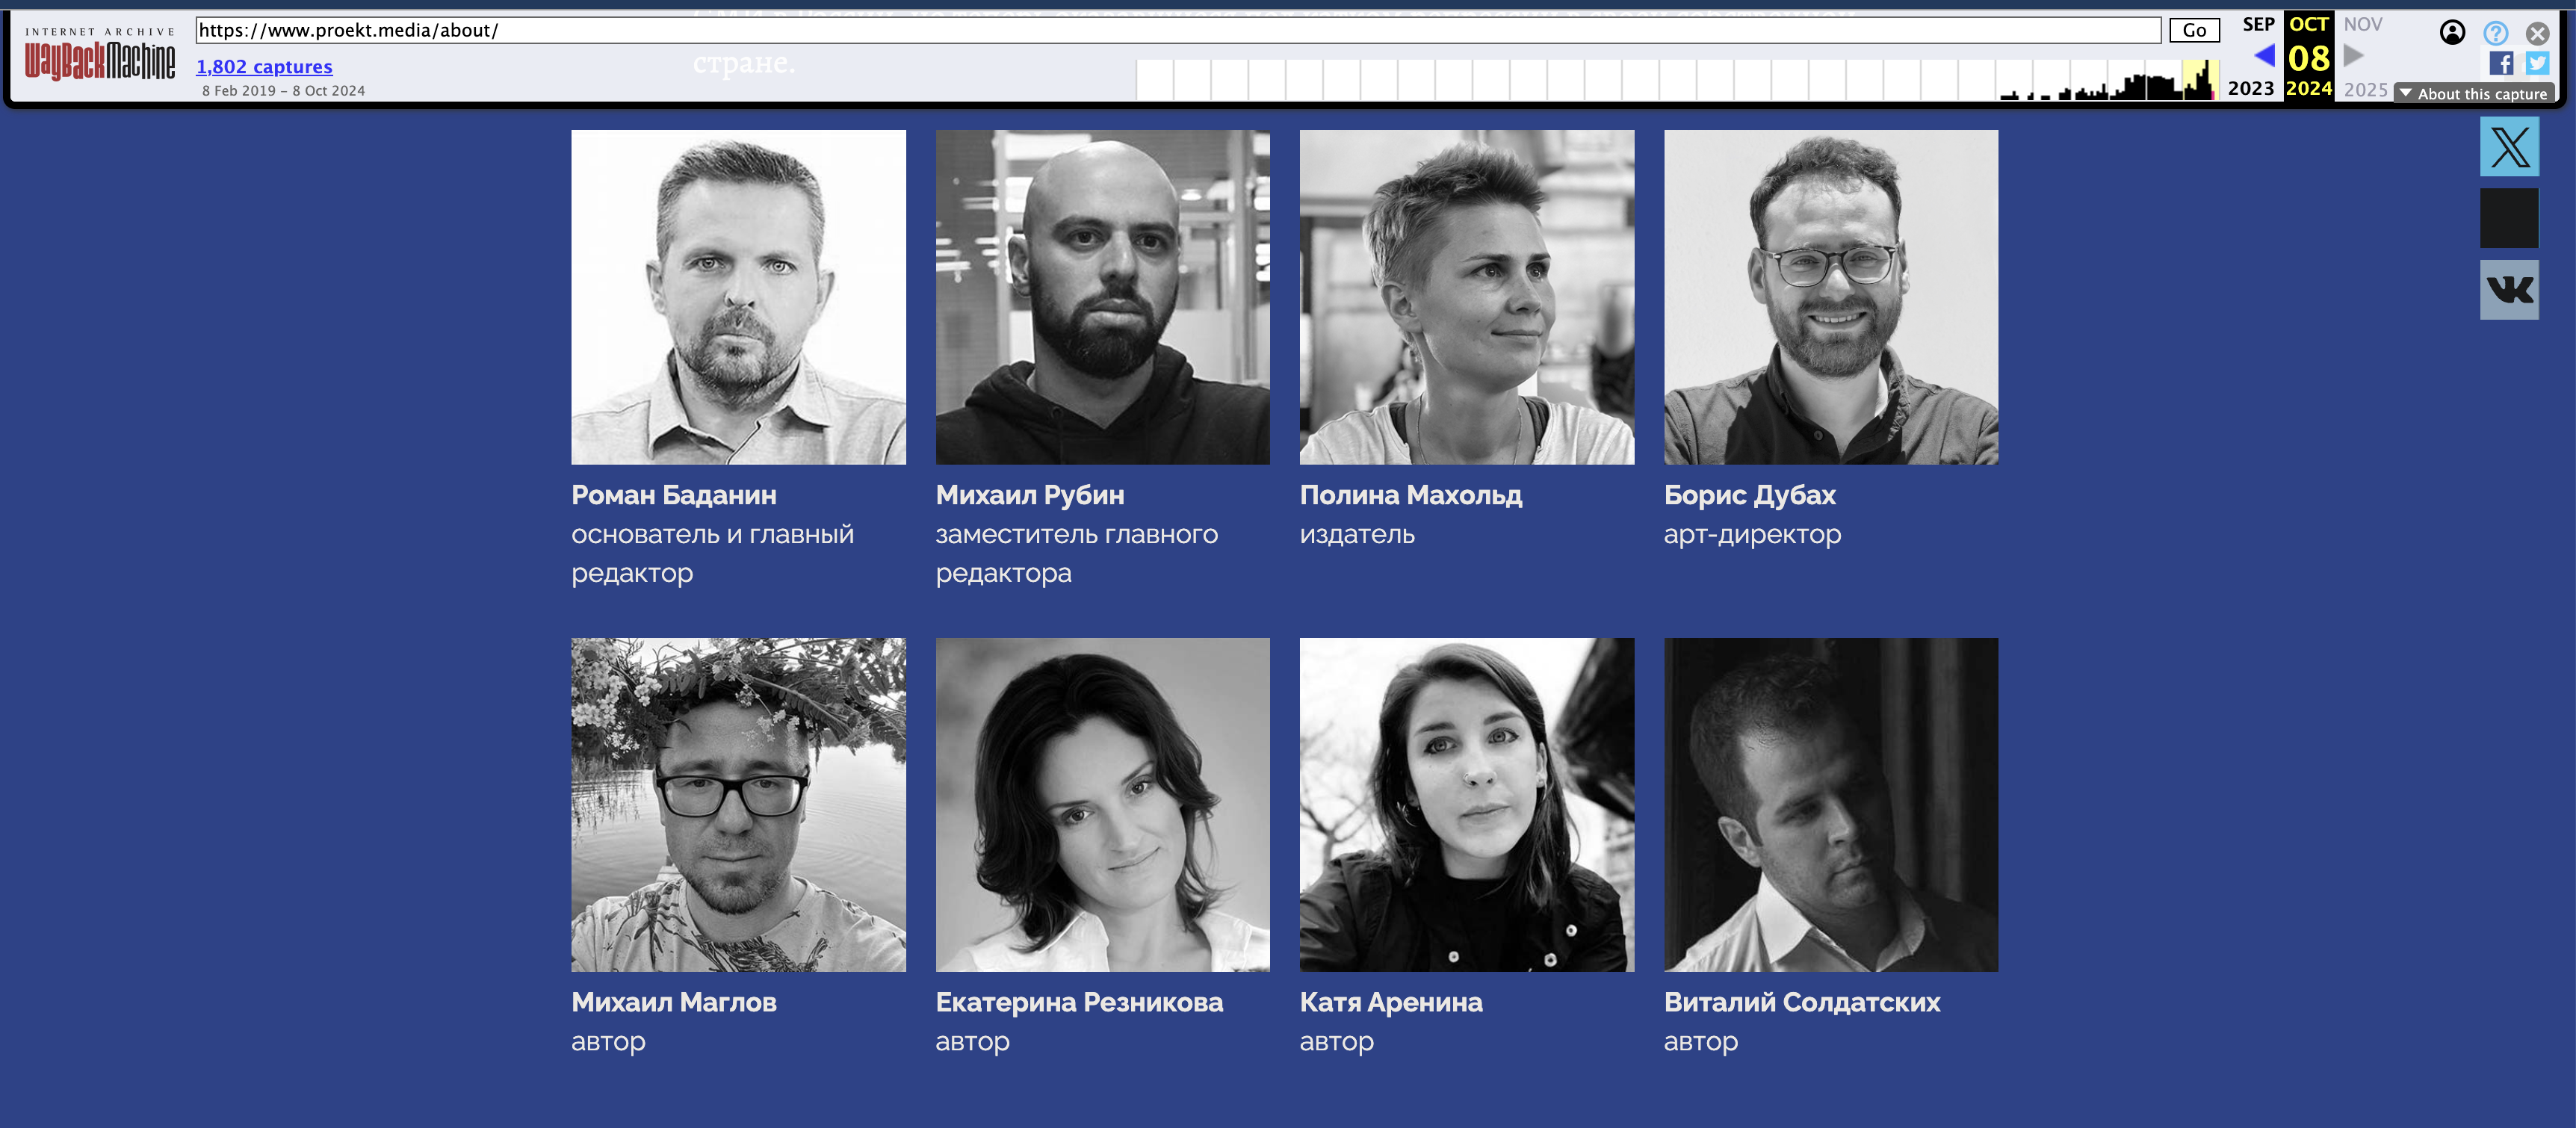 INTERNET ARCHIVE
WayBackMachine
https://www.proekt.media/about/
Go
1,802 captures
8 Feb 2019 – 8 Oct 2024
SEP OCT NOV
08
2023 2024 2025
About this capture
стране.
Роман Баданин
основатель и главный
редактор
Михаил Рубин
заместитель главного
редактора
Полина Махольд
издатель
Борис Дубах
арт-директор
Михаил Маглов
автор
Екатерина Резникова
автор
Катя Аренина
автор
Виталий Солдатских
автор